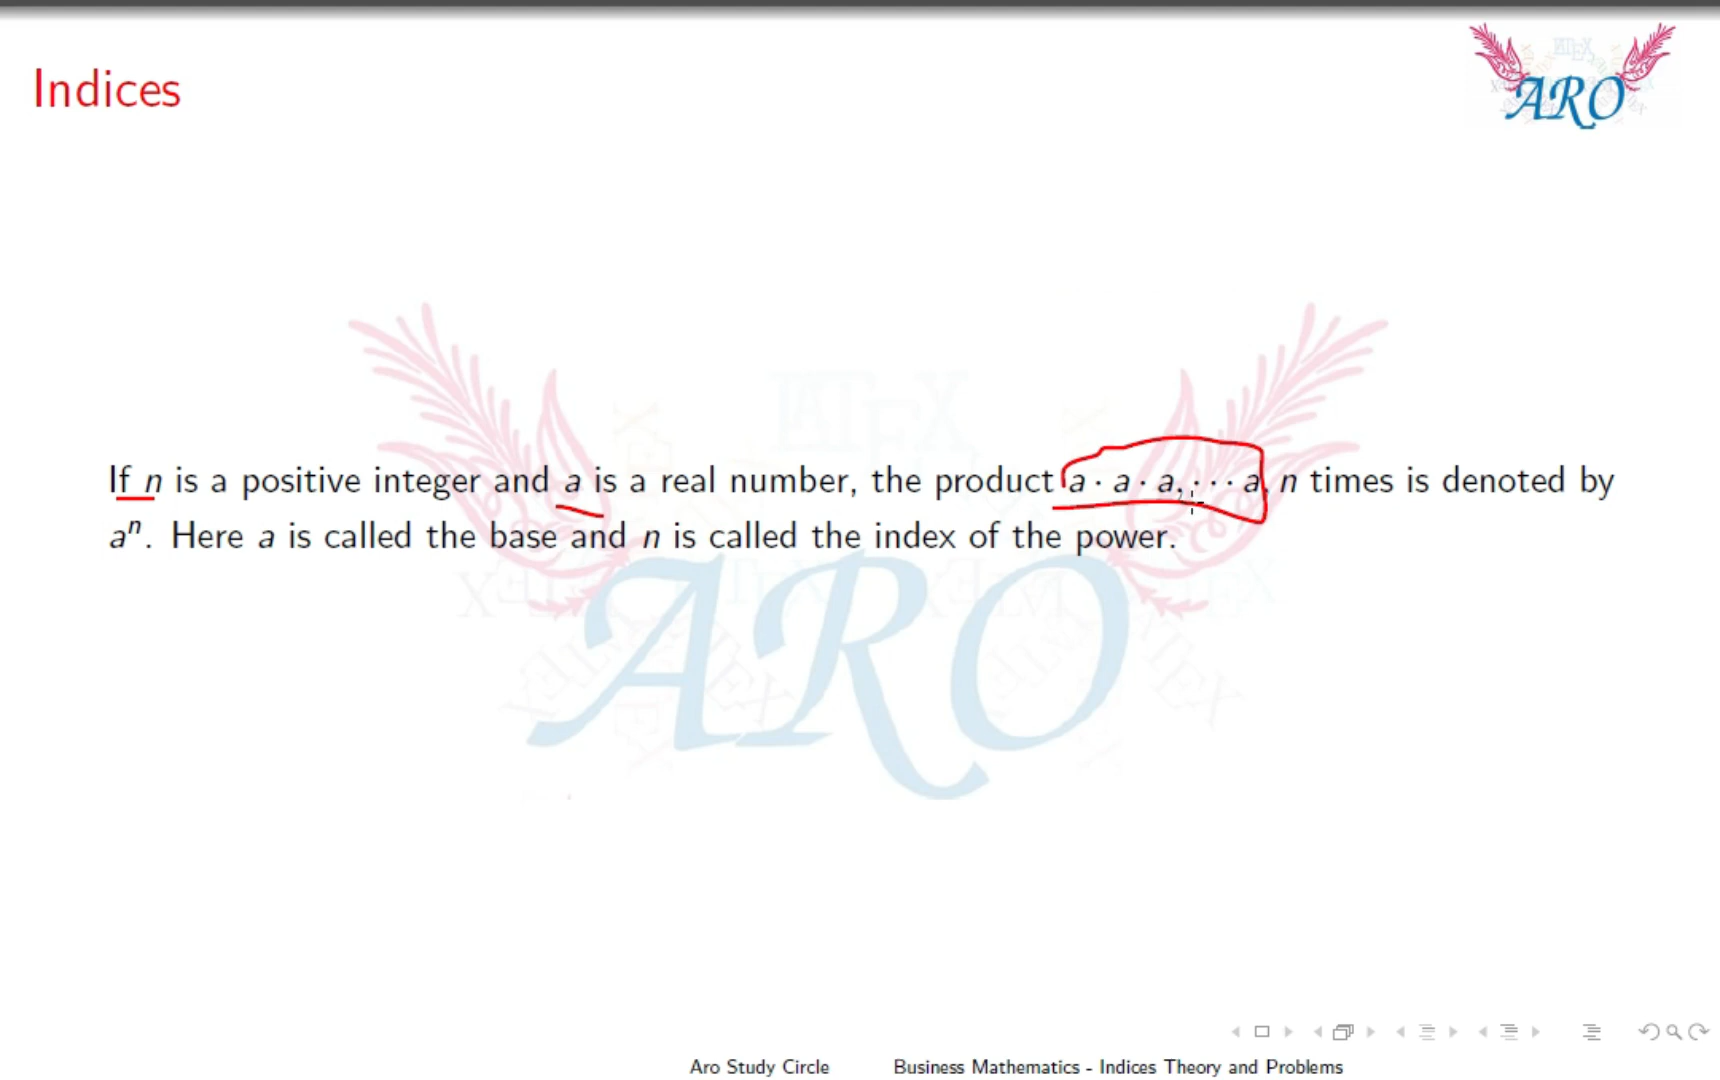 Indices
ARO
If n is a positive integer and a is a real number, the product a · a · a, · · · a, n times is denoted by
aⁿ. Here a is called the base and n is called the index of the power.
ARO
Aro Study Circle Business Mathematics - Indices Theory and Problems